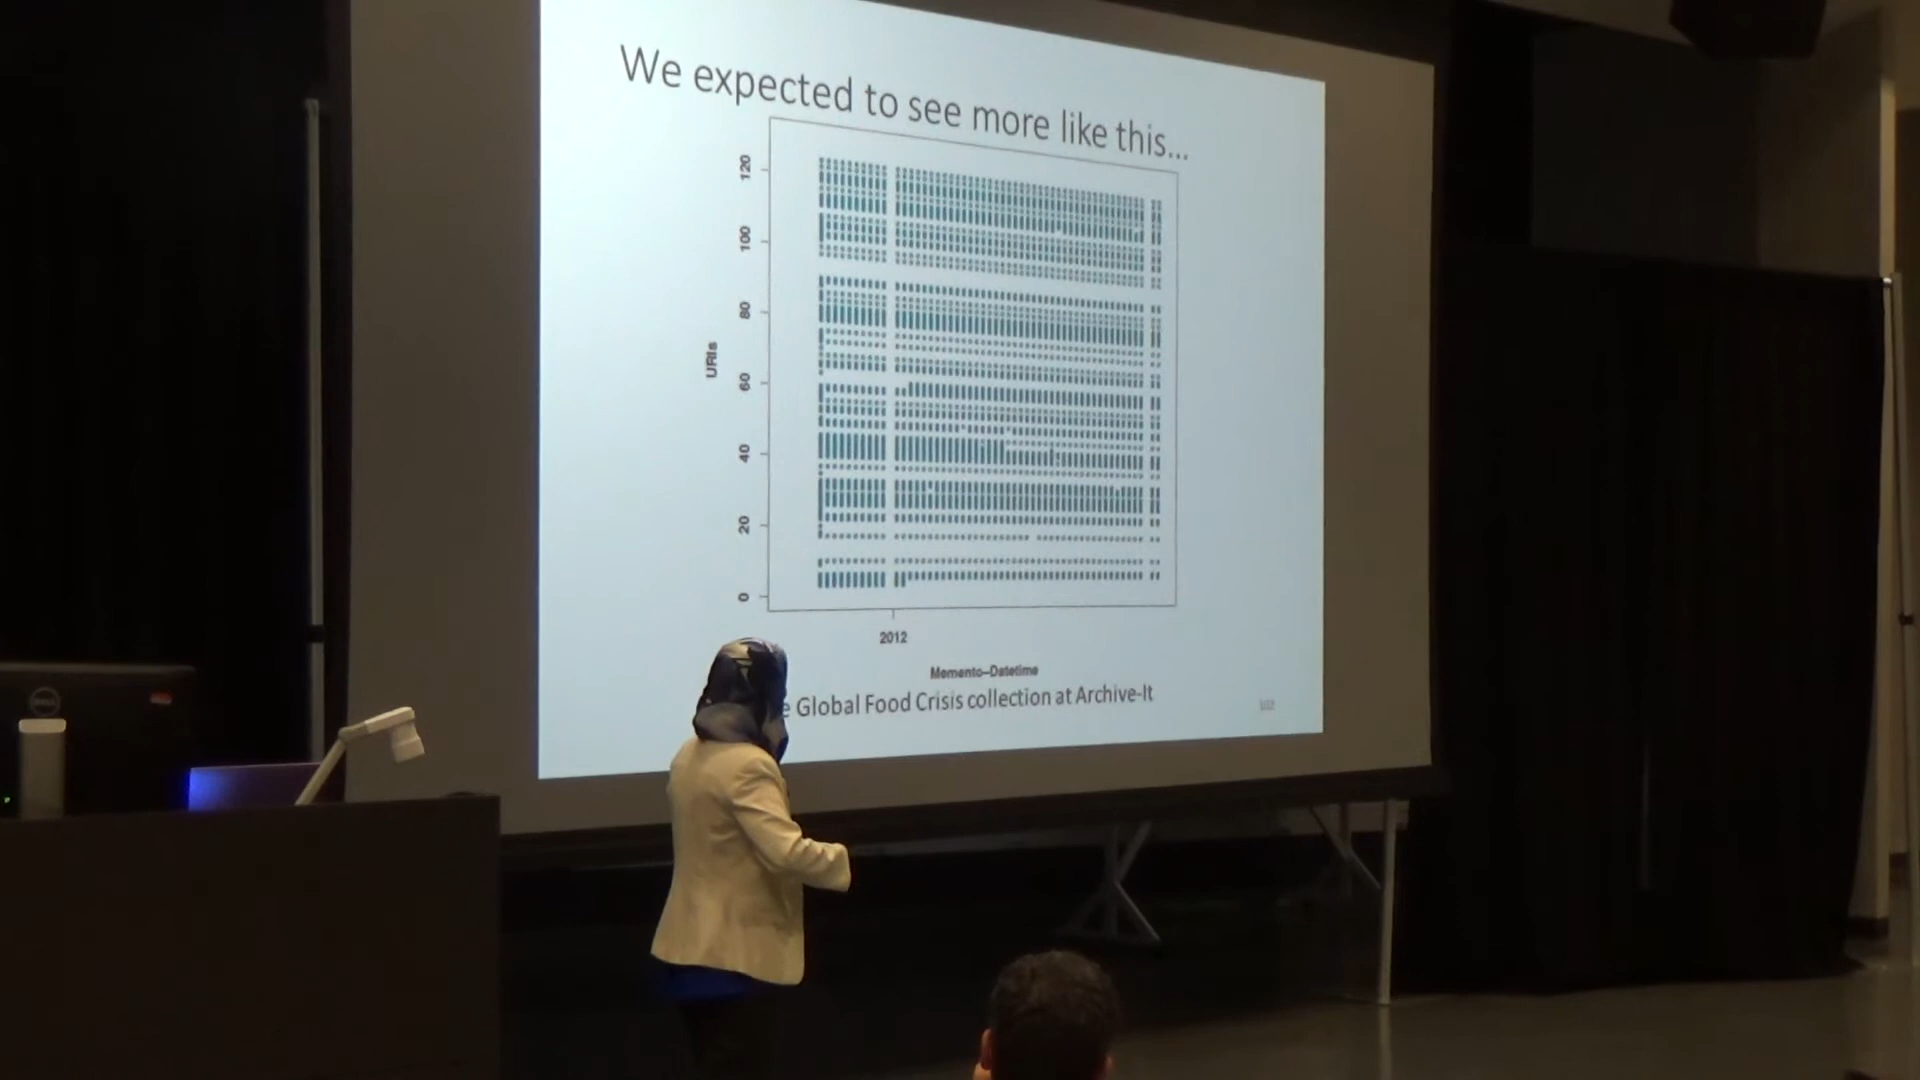 We expected to see more like this...
120
100
80
60
40
20
0
URIs
2012
Memento–Datetime
e Global Food Crisis collection at Archive-It
DELL